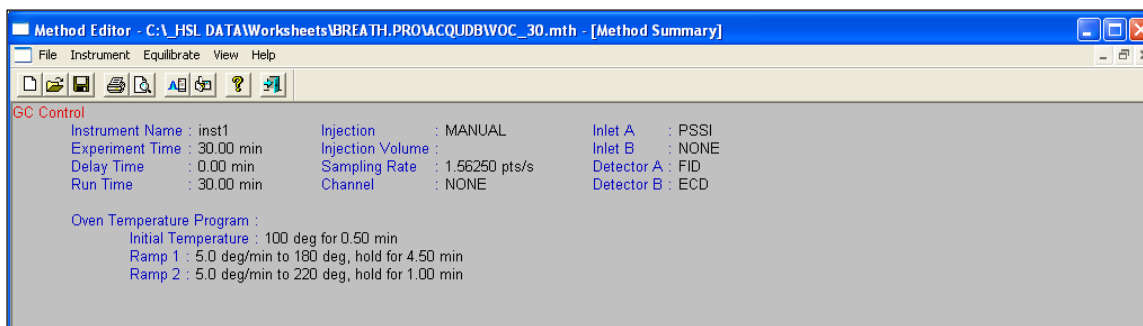 Method Editor - C:\_HSL DATA\Worksheets\BREATH.PRO\ACQUDB\VOC_30.mth - [Method Summary]
File Instrument Equilibrate View Help
GC Control
Instrument Name : inst1 Injection : MANUAL Inlet A : PSSI
Experiment Time : 30.00 min Injection Volume : Inlet B : NONE
Delay Time : 0.00 min Sampling Rate : 1.56250 pts/s Detector A : FID
Run Time : 30.00 min Channel : NONE Detector B : ECD
Oven Temperature Program :
Initial Temperature : 100 deg for 0.50 min
Ramp 1 : 5.0 deg/min to 180 deg, hold for 4.50 min
Ramp 2 : 5.0 deg/min to 220 deg, hold for 1.00 min